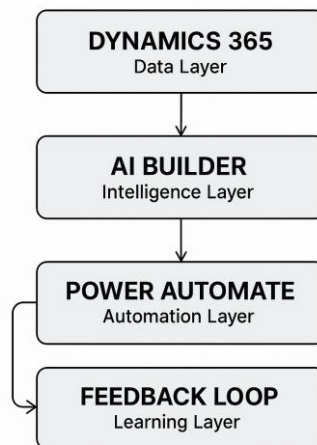 DYNAMICS 365
Data Layer
AI BUILDER
Intelligence Layer
POWER AUTOMATE
Automation Layer
FEEDBACK LOOP
Learning Layer